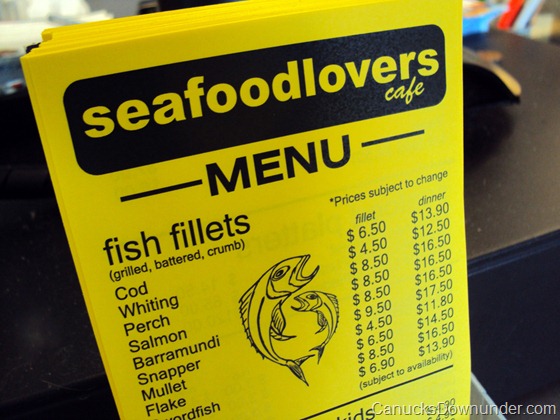 seafoodlovers
cafe
MENU
*Prices subject to change
fish fillets fillet dinner
(grilled, battered, crumb)
Cod $ 6.50 $13.90
Whiting $ 4.50 $12.50
Perch $ 8.50 $16.50
Salmon $ 8.50 $16.50
Barramundi $ 8.50 $16.50
Snapper $ 9.50 $17.50
Mullet $ 4.50 $11.80
Flake $ 6.50 $14.50
wordfish $ 8.50 $16.50
$ 6.90 $13.90
(subject to availability)
kids
CanucksDownunder.com